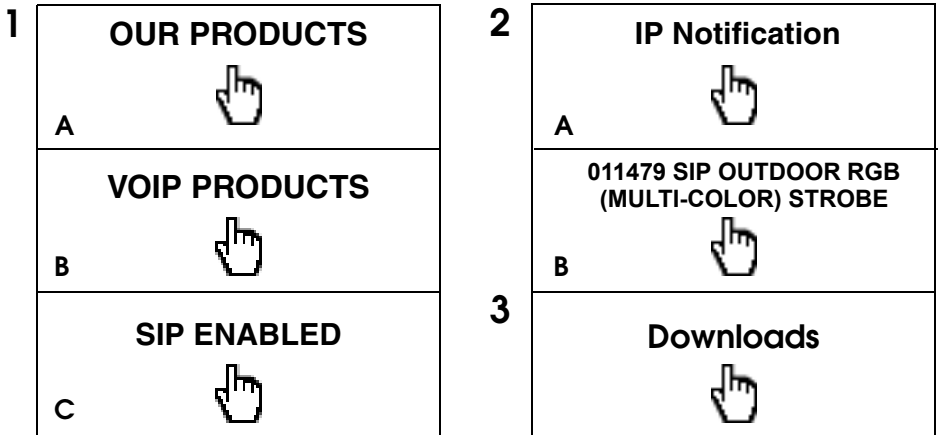 1
OUR PRODUCTS
A
VOIP PRODUCTS
B
SIP ENABLED
C
2
IP Notification
A
011479 SIP OUTDOOR RGB
(MULTI-COLOR) STROBE
B
3
Downloads